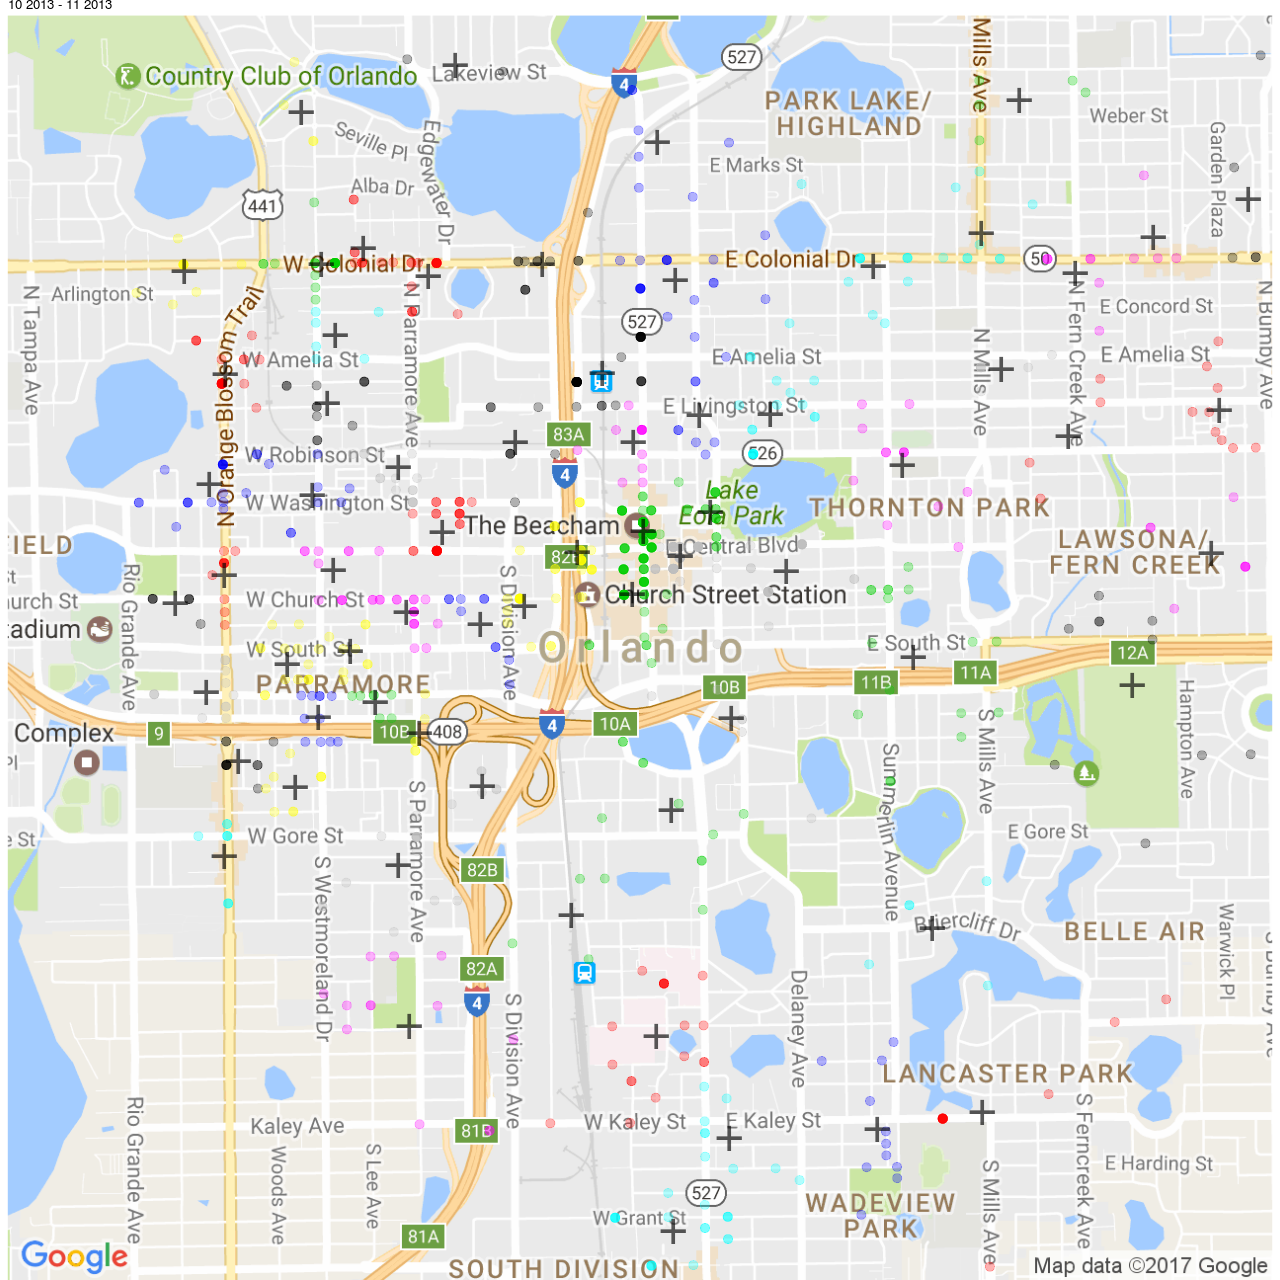 10 2013 - 11 2013
Country Club of Orlando
Lakeview St
527
4
PARK LAKE/
HIGHLAND
Mills Ave
Weber St
Garden Plaza
Seville Pl
Edgewater Dr
E Marks St
Alba Dr
441
W Colonial Dr
E Colonial Dr
50
N Tampa Ave
Arlington St
N Orange Blossom Trail
N Parramore Ave
527
N Fern Creek Ave
E Concord St
N Bumby Ave
W Amelia St
E Amelia St
N Mills Ave
E Amelia St
E Livingston St
83A
W Robinson St
526
4
W Washington St
Lake
Eola Park
THORNTON PARK
The Beacham
FIELD
E Central Blvd
LAWSONA/
FERN CREEK
Rio Grande Ave
S Division Ave
W Church St
Church Street Station
W South St
Orlando
E South St
12A
PARRAMORE
10B
11B
11A
Complex
9
10B
408
4
10A
S Mills Ave
Hampton Ave
Summerlin Avenue
S Parramore Ave
W Gore St
E Gore St
82B
S Westmoreland Dr
Briercliff Dr
BELLE AIR
Warwick Pl
S Bumby Ave
82A
4
S Division Ave
Delaney Ave
LANCASTER PARK
Rio Grande Ave
Kaley Ave
81B
W Kaley St
E Kaley St
S Ferncreek Ave
Woods Ave
S Lee Ave
E Harding St
S Mills Ave
527
WADEVIEW
PARK
W Grant St
81A
Google
SOUTH DIVISION
Map data ©2017 Google